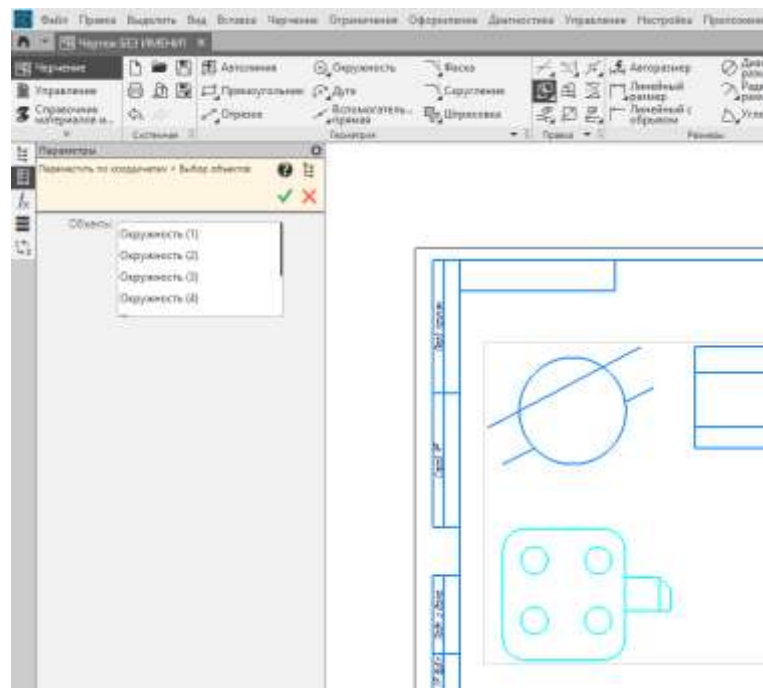 Файл Правка Выделить Вид Вставка Черчение Ограничения Оформление Диагностика Управление Настройка Приложения
Чертеж БЕЗ ИМЕНИ1
Черчение
Управление
Справочник материалов и...
Системная
Автолиния Окружность Фаска
Прямоугольник Дуга Скругление
Отрезок Вспомогатель... прямая Штриховка
Геометрия
Правка
Авторазмер
Линейный размер
Линейный с обрывом
Размеры
Параметры
Переместить по координатам • Выбор объектов
Объекты:
Окружность (1)
Окружность (2)
Окружность (3)
Окружность (4)